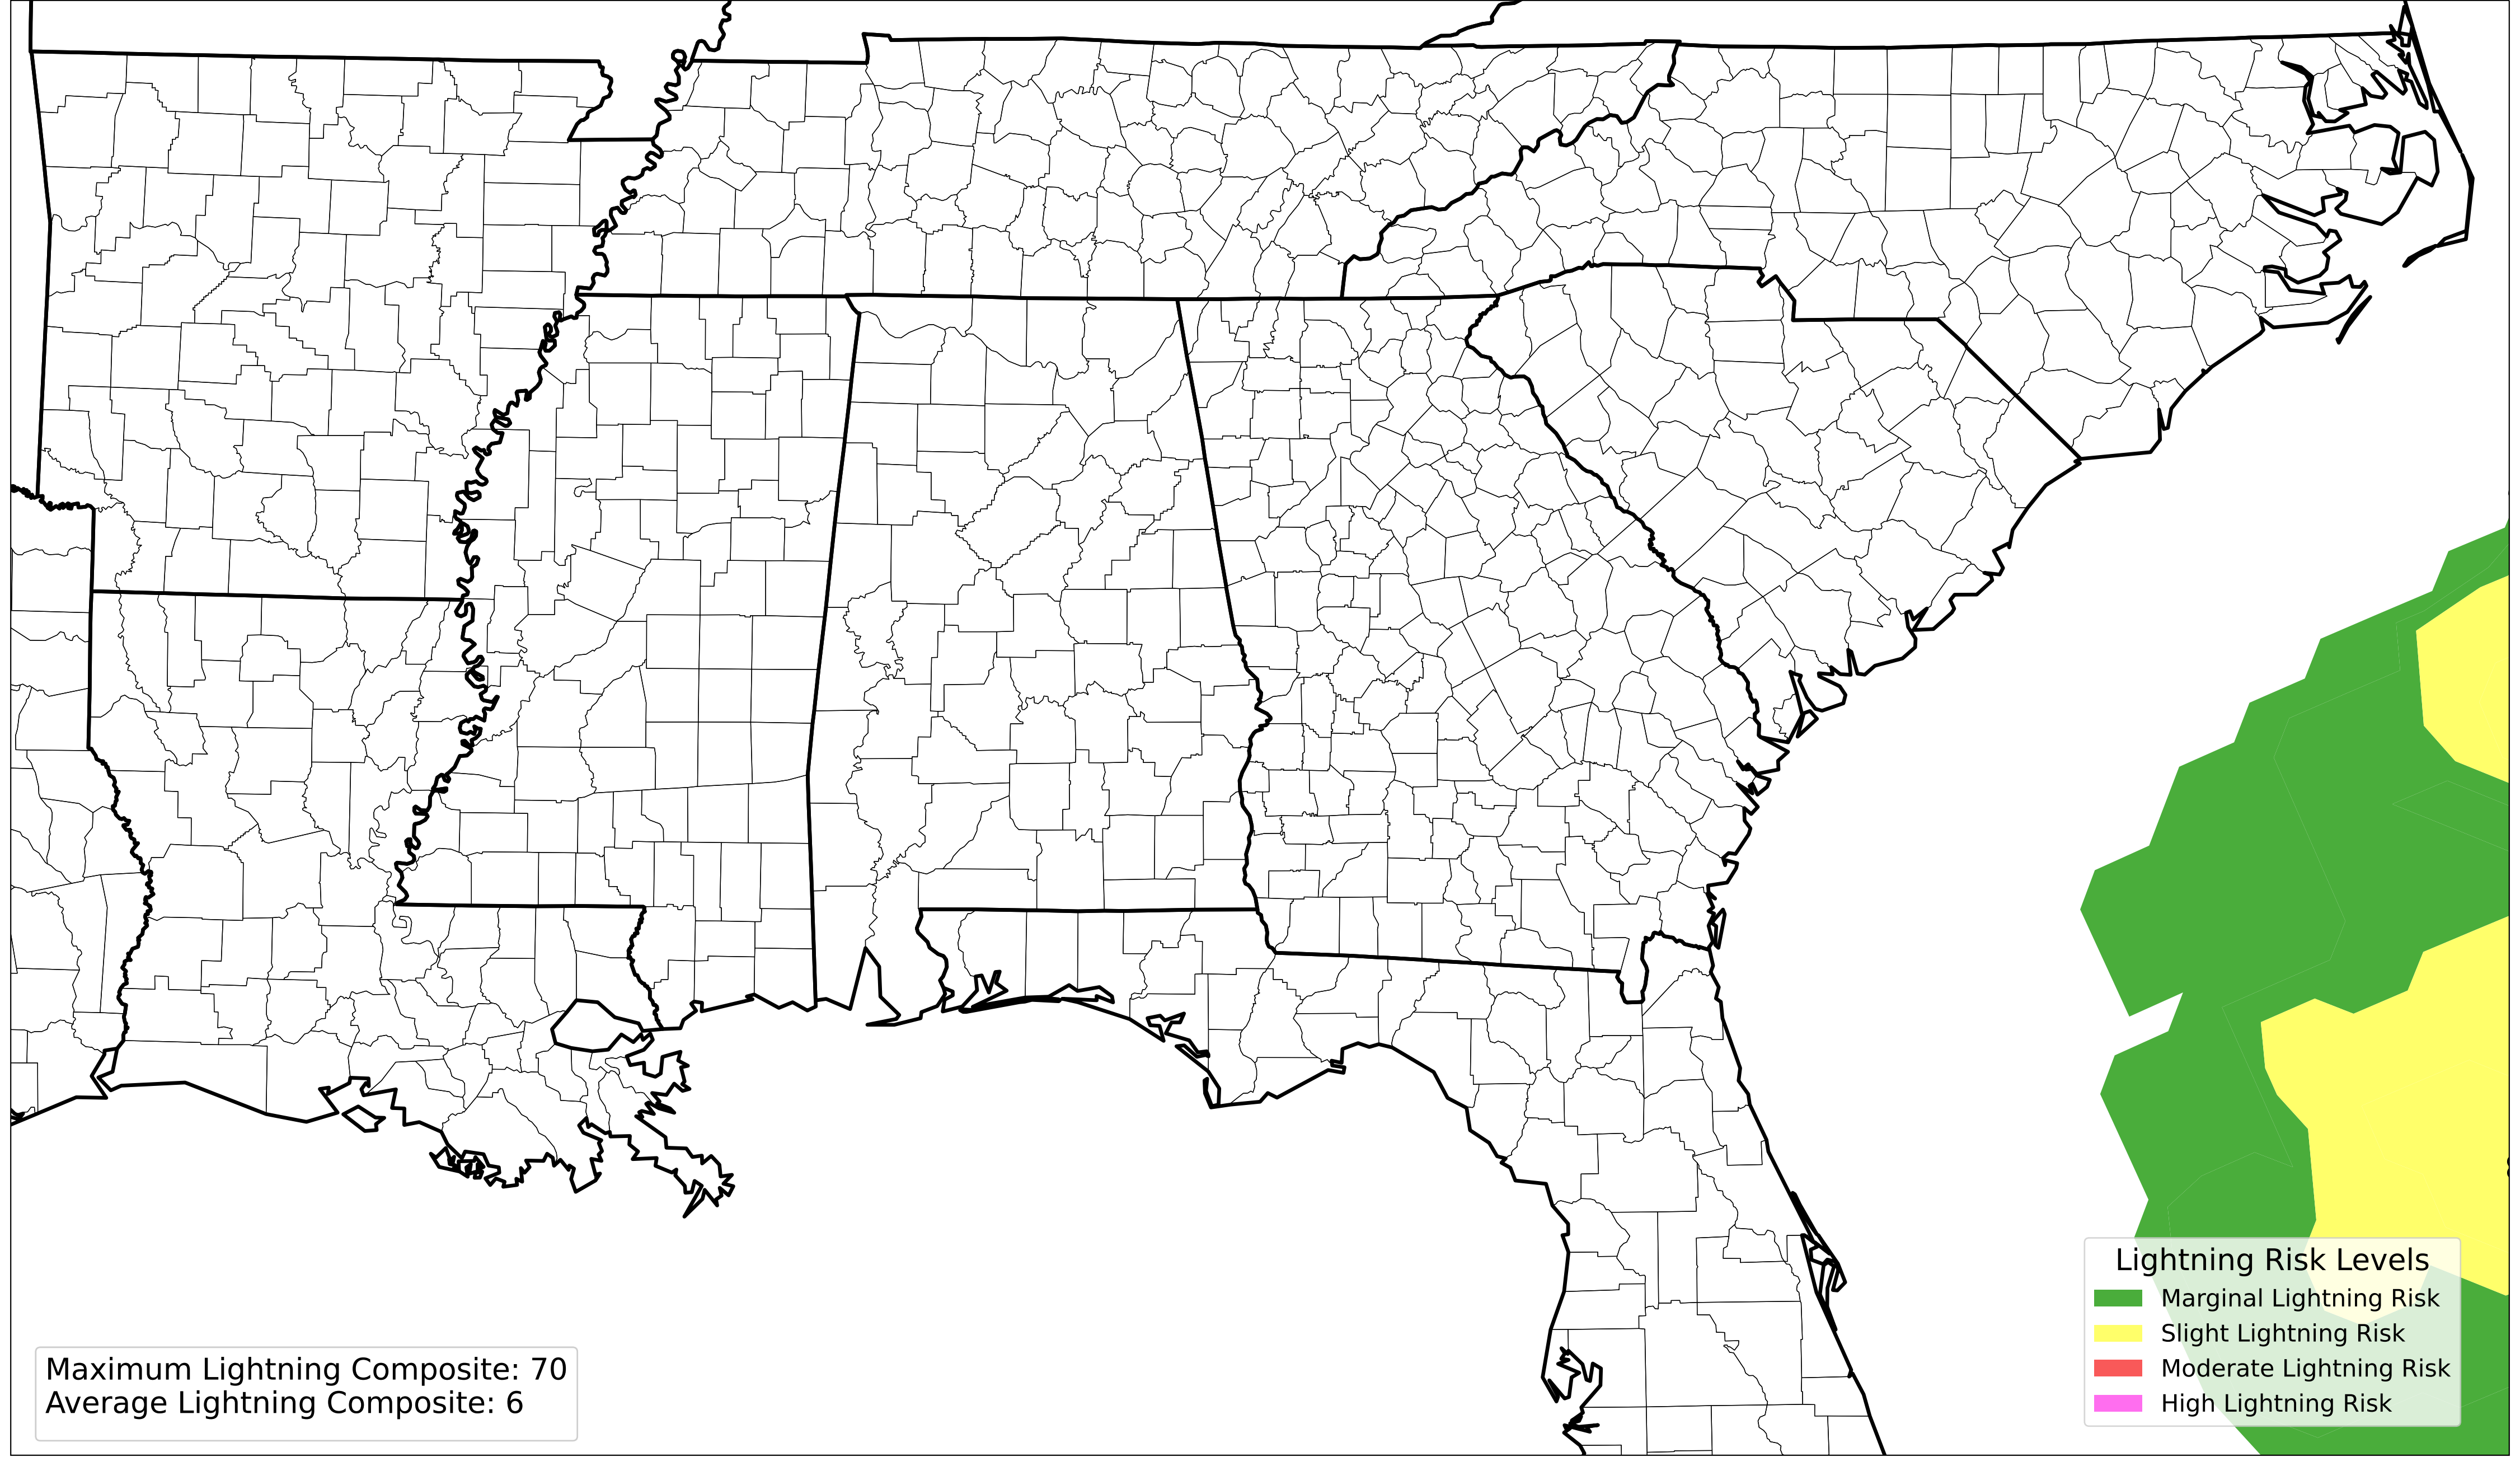 Lightning Risk Levels
Marginal Lightning Risk
Slight Lightning Risk
Moderate Lightning Risk
High Lightning Risk
Maximum Lightning Composite: 70
Average Lightning Composite: 6